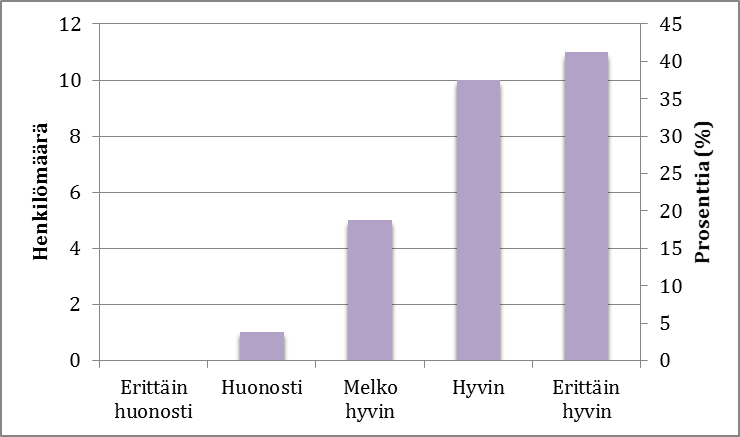 Henkilömäärä
12
10
8
6
4
2
0
45
40
35
30
25
20
15
10
5
0
Prosenttia (%)
Erittäin
huonosti
Huonosti
Melko
hyvin
Hyvin
Erittäin
hyvin